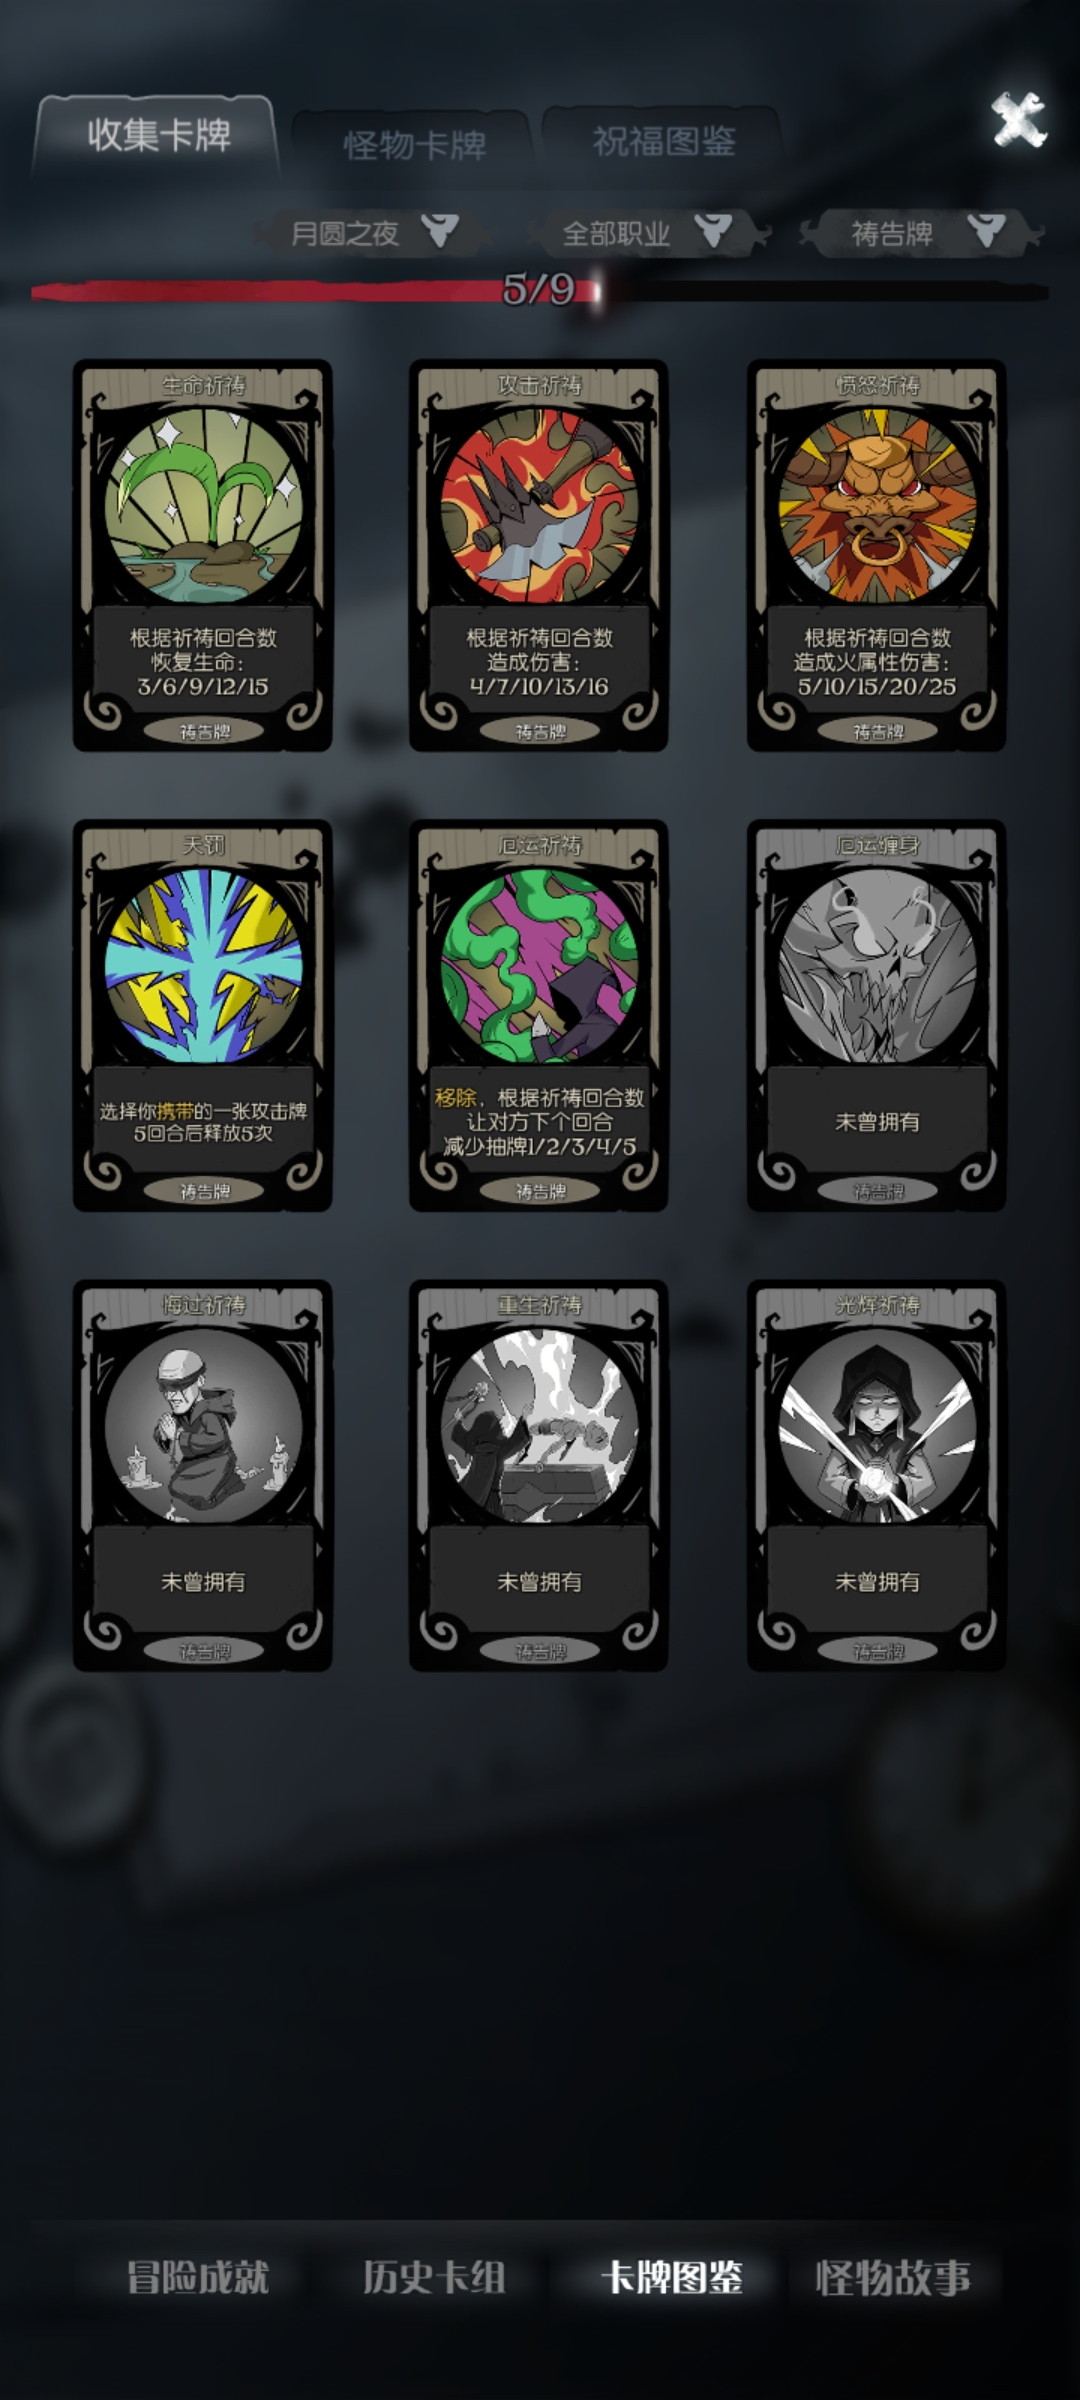 收集卡牌
怪物卡牌
祝福图鉴
月圆之夜
全部职业
祷告牌
5/9
生命祈祷
根据祈祷回合数
恢复生命：
3/6/9/12/15
祷告牌
攻击祈祷
根据祈祷回合数
造成伤害：
4/7/10/13/16
祷告牌
愤怒祈祷
根据祈祷回合数
造成火属性伤害：
5/10/15/20/25
祷告牌
天罚
选择你携带的一张攻击牌
5回合后释放5次
祷告牌
厄运祈祷
移除，根据祈祷回合数
让对方下个回合
减少抽牌1/2/3/4/5
祷告牌
厄运缠身
未曾拥有
祷告牌
悔过祈祷
未曾拥有
祷告牌
重生祈祷
未曾拥有
祷告牌
光辉祈祷
未曾拥有
祷告牌
冒险成就
历史卡组
卡牌图鉴
怪物故事